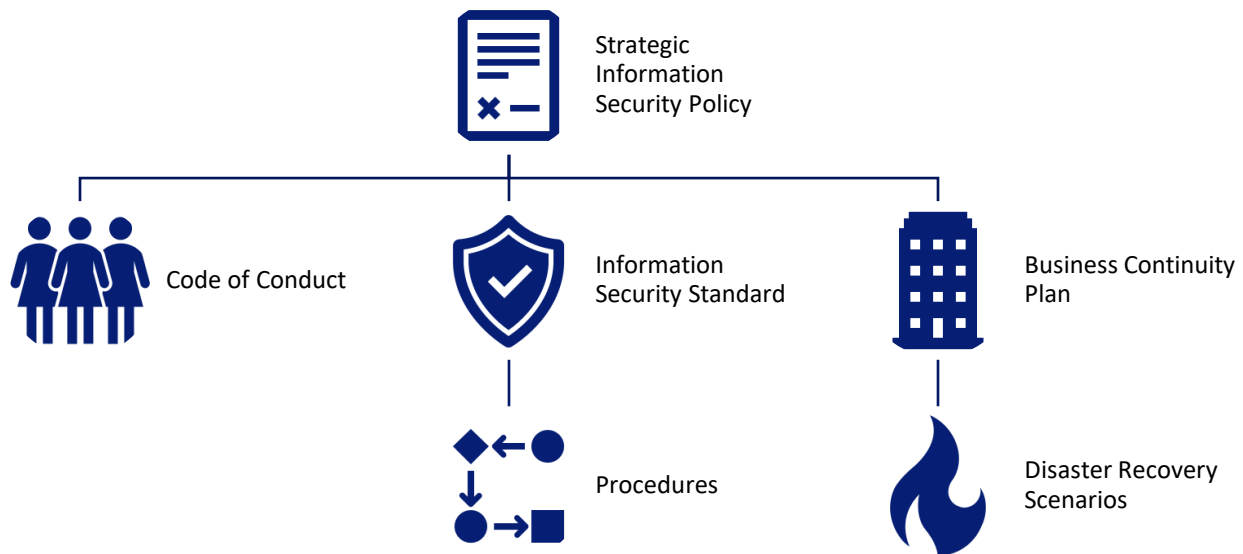 Strategic
Information
Security Policy
Code of Conduct
Information
Security Standard
Business Continuity
Plan
Procedures
Disaster Recovery
Scenarios